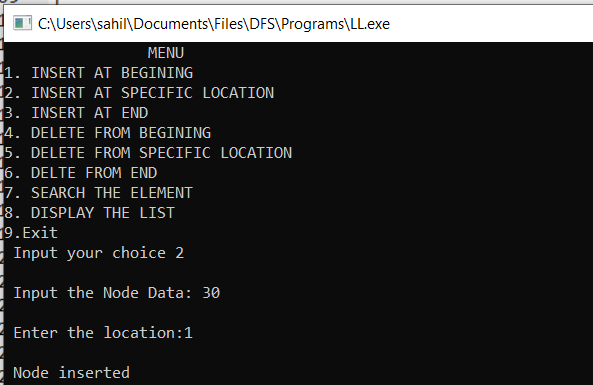 C:\Users\sahil\Documents\Files\DFS\Programs\LL.exe
MENU
1. INSERT AT BEGINING
2. INSERT AT SPECIFIC LOCATION
3. INSERT AT END
4. DELETE FROM BEGINING
5. DELETE FROM SPECIFIC LOCATION
6. DELTE FROM END
7. SEARCH THE ELEMENT
8. DISPLAY THE LIST
9.Exit
Input your choice 2
Input the Node Data: 30
Enter the location:1
Node inserted